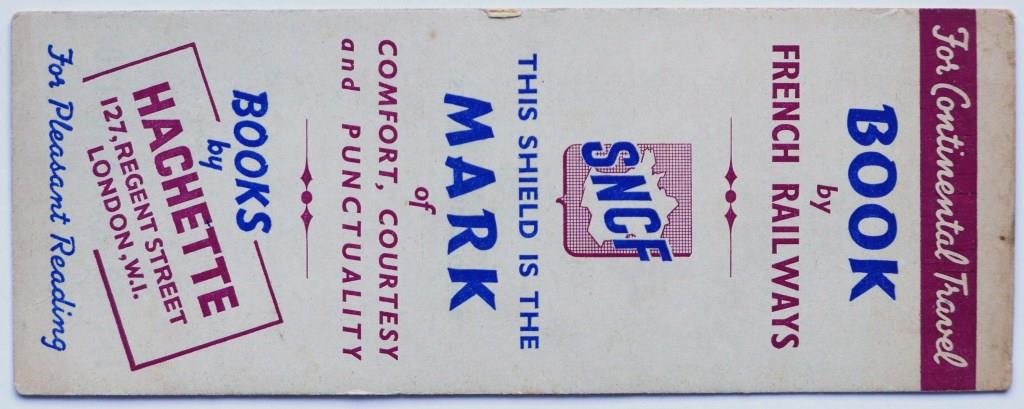 For Continental Travel
BOOK
by
FRENCH RAILWAYS
SNCF
THIS SHIELD IS THE
MARK
of
COMFORT, COURTESY
and PUNCTUALITY
BOOKS
by
HACHETTE
127, REGENT STREET
LONDON, W.I.
For Pleasant Reading